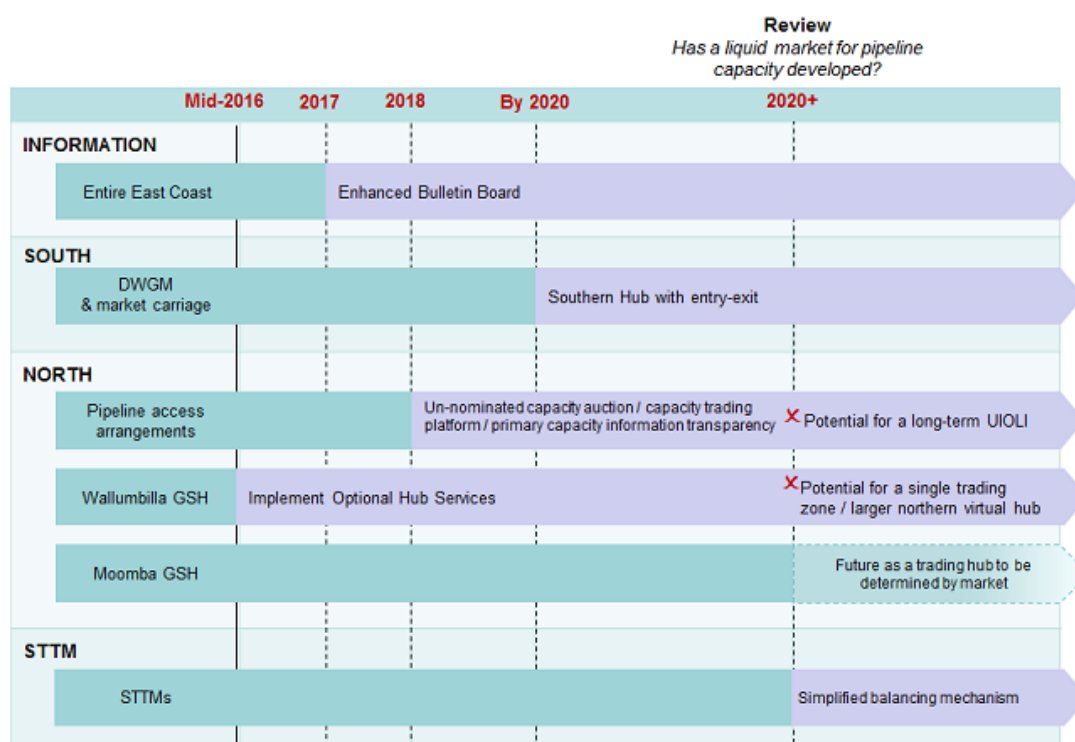 Review
Has a liquid market for pipeline
capacity developed?
Mid-2016
2017
2018
By 2020
2020+
INFORMATION
Entire East Coast
Enhanced Bulletin Board
SOUTH
DWGM
& market carriage
Southern Hub with entry-exit
NORTH
Pipeline access
arrangements
Un-nominated capacity auction / capacity trading
platform / primary capacity information transparency
✗ Potential for a long-term UIOLI
Wallumbilla GSH
Implement Optional Hub Services
✗ Potential for a single trading
zone / larger northern virtual hub
Moomba GSH
Future as a trading hub to be
determined by market
STTM
STTMs
Simplified balancing mechanism